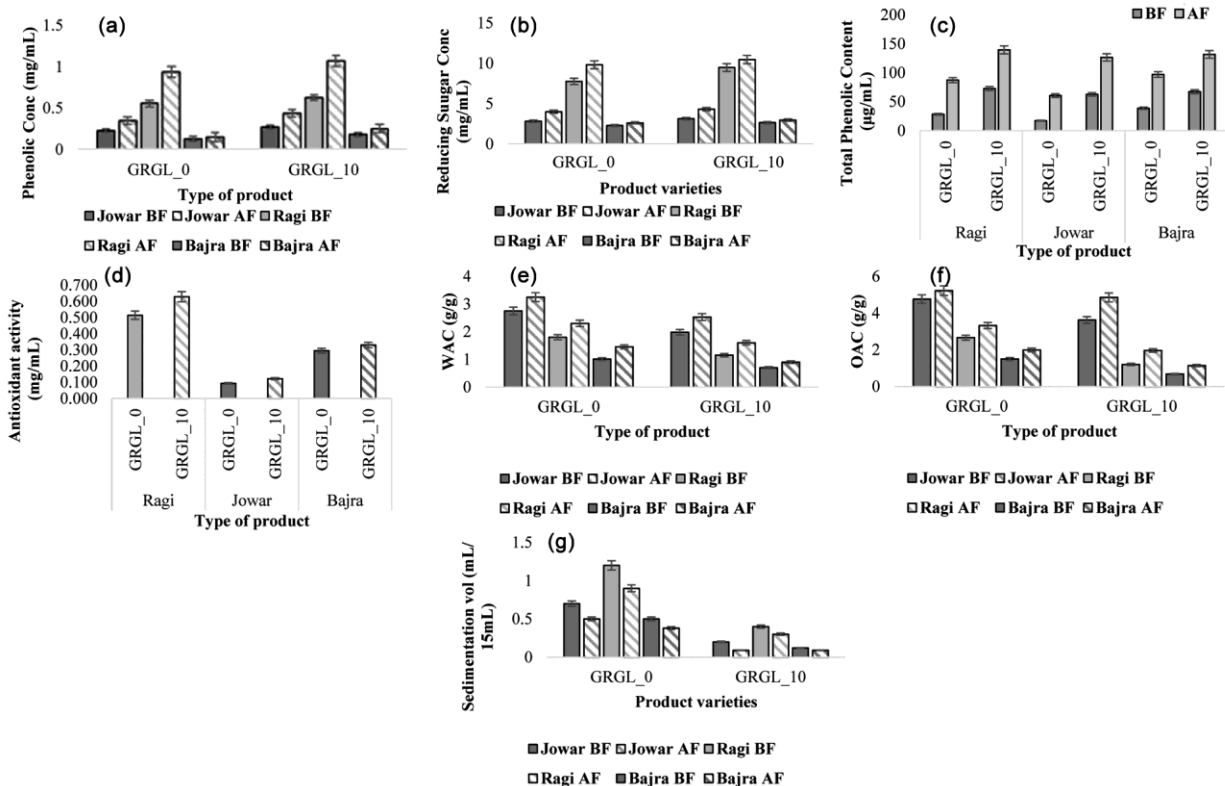 (a)
Phenolic Conc (mg/mL)
1.5
1
0.5
0
GRGL_0 GRGL_10
Type of product
Jowar BF Jowar AF Ragi BF
Ragi AF Bajra BF Bajra AF
(b)
Reducing Suugar Conc
(mg/mL)
15
10
5
0
GRGL_0 GRGL_10
Product varieties
Jowar BF Jowar AF Ragi BF
Ragi AF Bajra BF Bajra AF
(c)
BF AF
Total Phenolic Content
(µg/mL)
200
150
100
50
0
GRGL_0 GRGL_10 GRGL_0 GRGL_10 GRGL_0 GRGL_10
Ragi Jowar Bajra
Type of product
(d)
Antioxidant activity
(mg/mL)
0.700
0.600
0.500
0.400
0.300
0.200
0.100
0.000
GRGL_0 GRGL_10 GRGL_0 GRGL_10 GRGL_0 GRGL_10
Ragi Jowar Bajra
Type of product
(e)
WAC (g/g)
4
3
2
1
0
GRGL_0 GRGL_10
Type of product
Jowar BF Jowar AF Ragi BF
Ragi AF Bajra BF Bajra AF
(f)
OAC (g/g)
6
4
2
0
GRGL_0 GRGL_10
Type of product
Jowar BF Jowar AF Ragi BF
Ragi AF Bajra BF Bajra AF
(g)
Sedimentation vol (mL/
15mL)
1.5
1
0.5
0
GRGL_0 GRGL_10
Product varieties
Jowar BF Jowar AF Ragi BF
Ragi AF Bajra BF Bajra AF